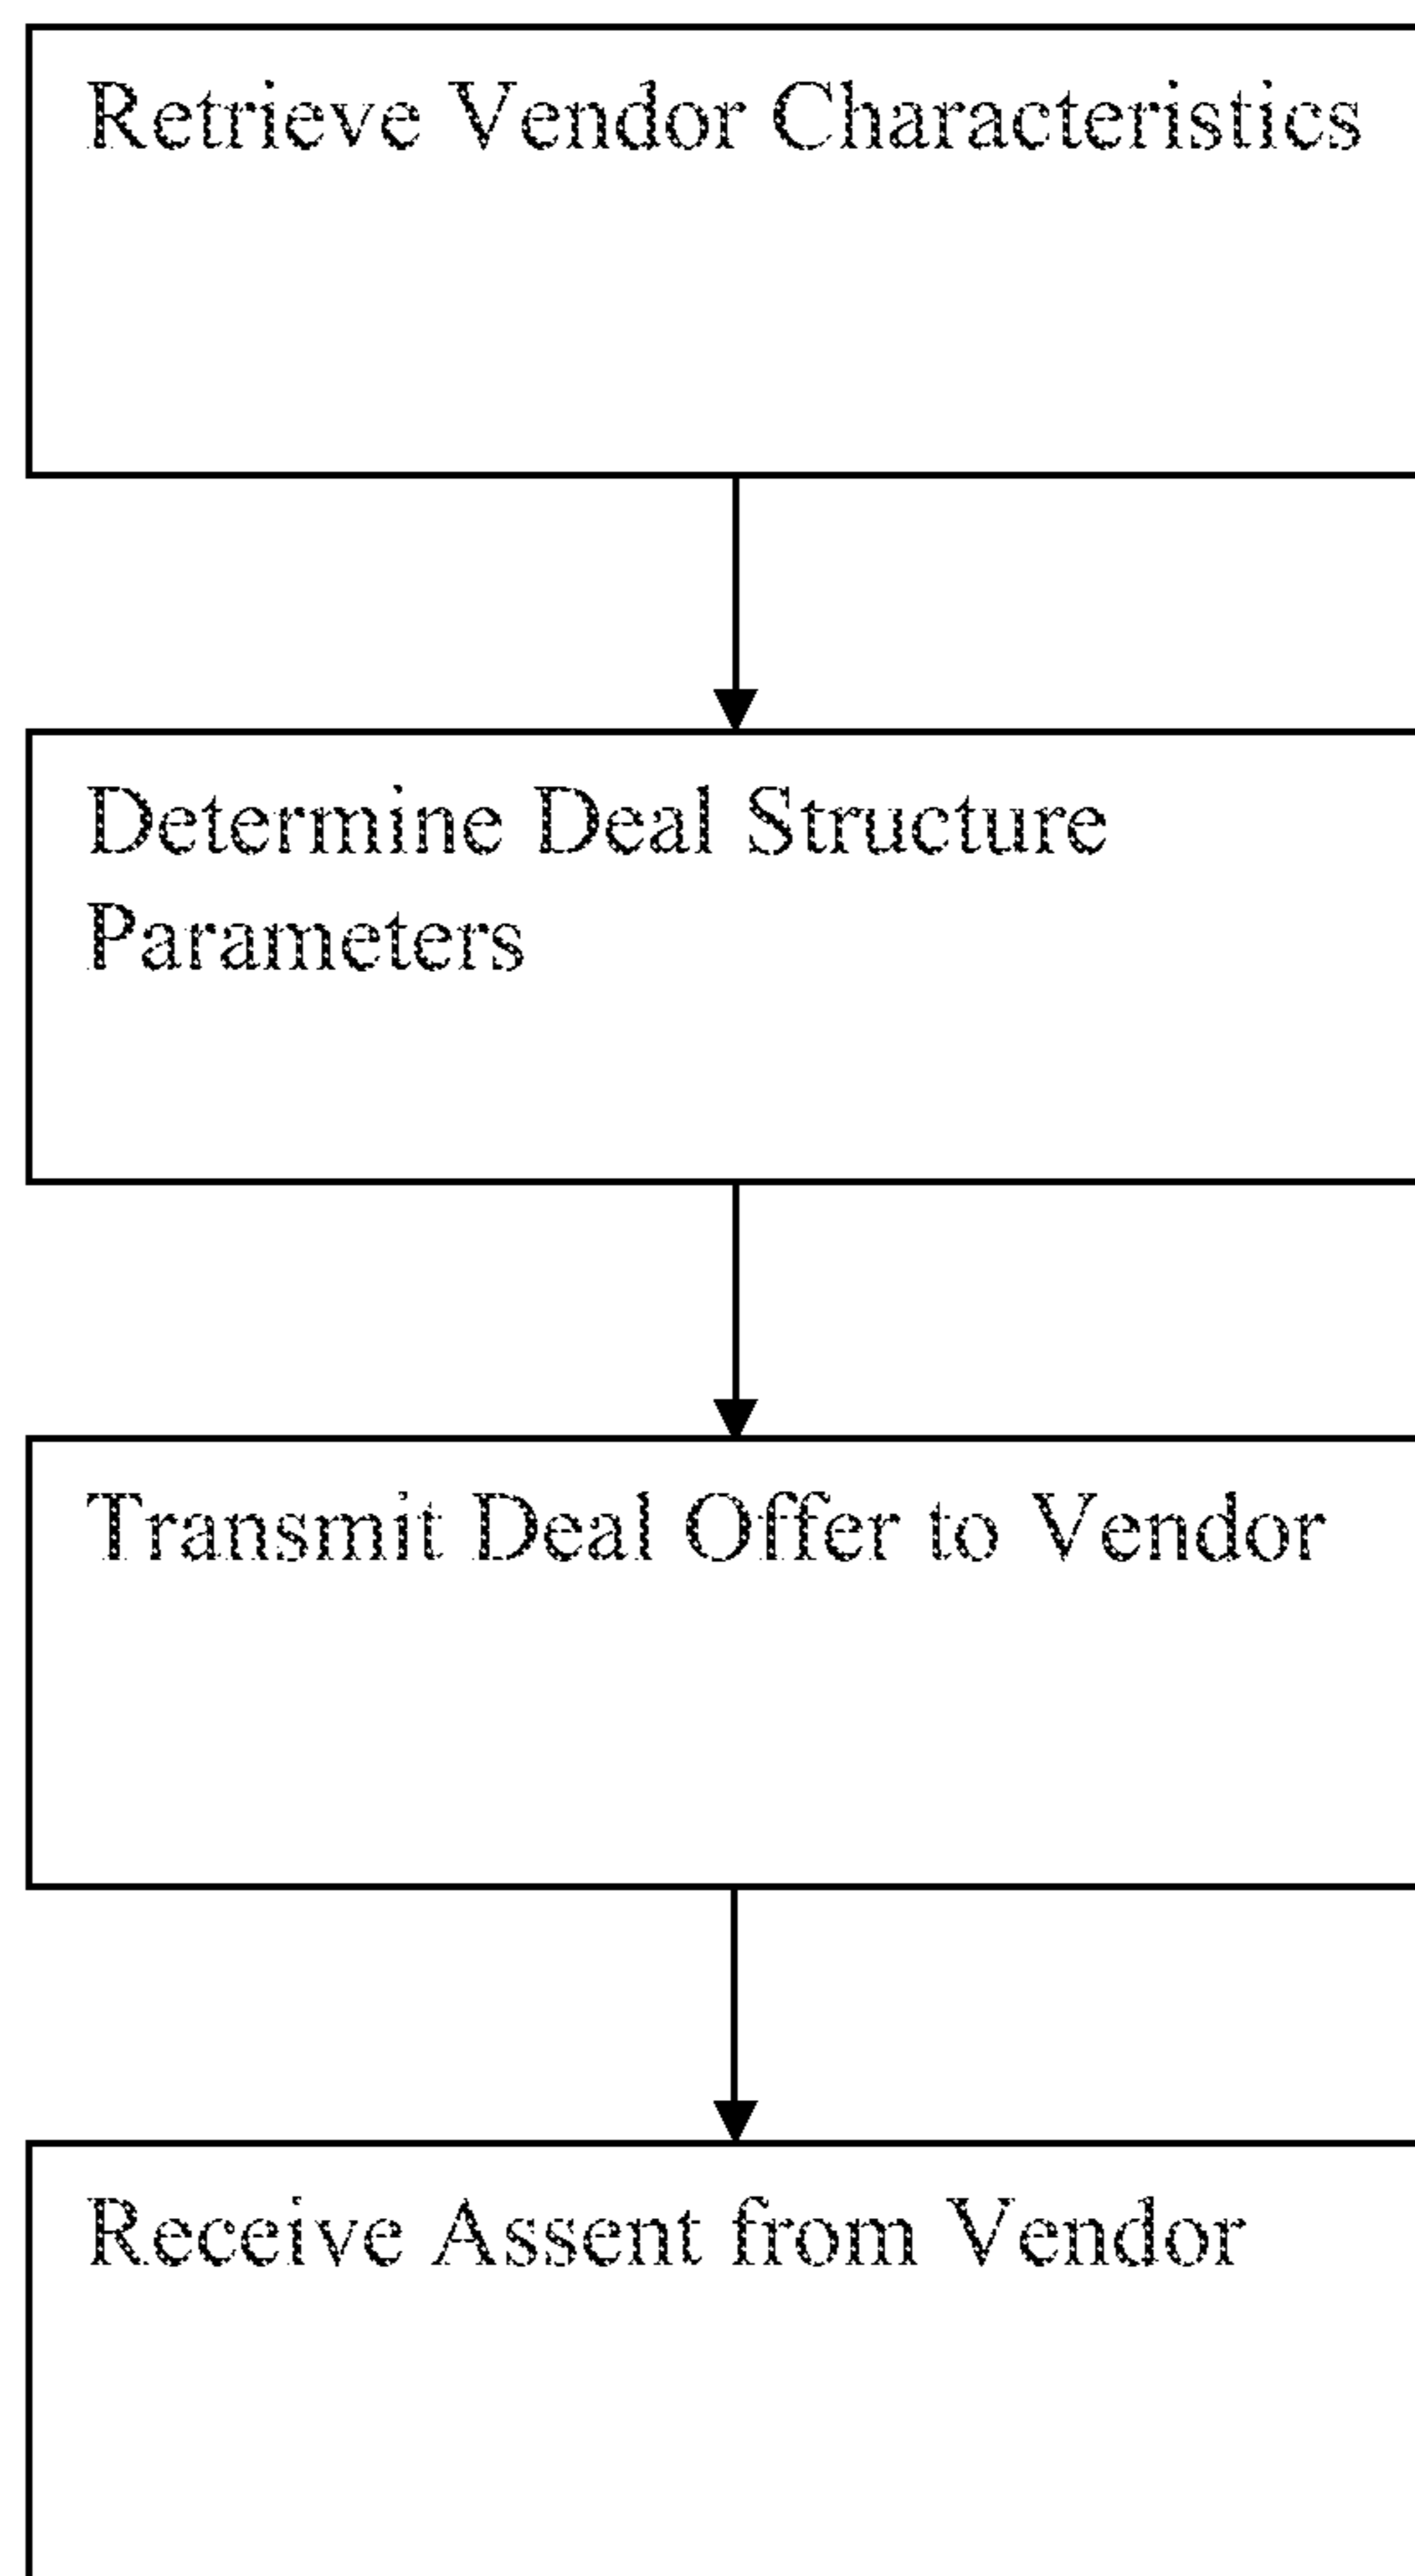 Retrieve Vendor Characteristics
Determine Deal Structure
Parameters
Transmit Deal Offer to Vendor
Receive Assent from Vendor